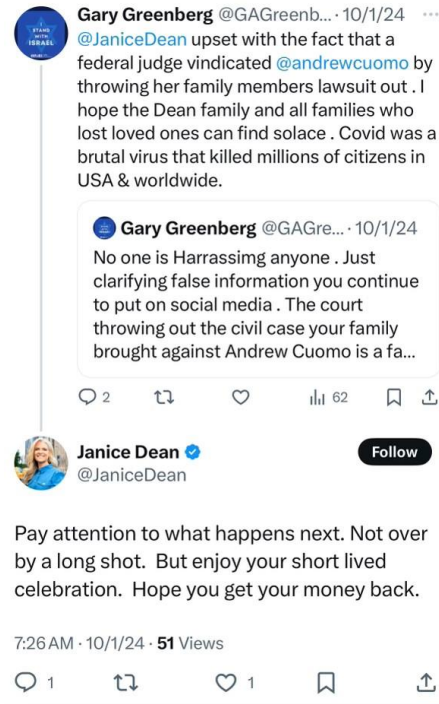 Gary Greenberg @GAGreenb... · 10/1/24 ···
@JaniceDean upset with the fact that a
federal judge vindicated @andrewcuomo by
throwing her family members lawsuit out . I
hope the Dean family and all families who
lost loved ones can find solace . Covid was a
brutal virus that killed millions of citizens in
USA & worldwide.
Gary Greenberg @GAGre... · 10/1/24
No one is Harrassimg anyone . Just
clarifying false information you continue
to put on social media . The court
throwing out the civil case your family
brought against Andrew Cuomo is a fa...
2 62
Janice Dean
Follow
@JaniceDean
Pay attention to what happens next. Not over
by a long shot. But enjoy your short lived
celebration. Hope you get your money back.
7:26 AM · 10/1/24 · 51 Views
1 1
STAND
WITH
ISRAEL